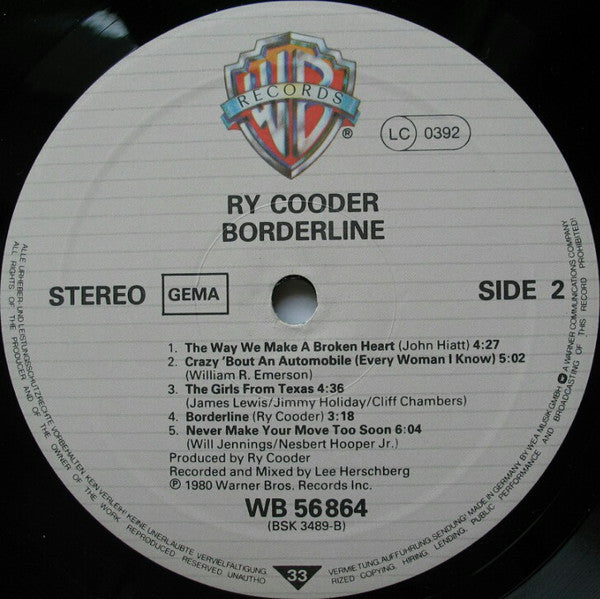 WB
RECORDS
®
LC 0392
RY COODER
BORDERLINE
STEREO GEMA SIDE 2
1. The Way We Make A Broken Heart (John Hiatt) 4:27
2. Crazy 'Bout An Automobile (Every Woman I Know) 5:02
(William R. Emerson)
3. The Girls From Texas 4:36
(James Lewis/Jimmy Holiday/Cliff Chambers)
4. Borderline (Ry Cooder) 3:18
5. Never Make Your Move Too Soon 6:04
(Will Jennings/Nesbert Hooper Jr.)
Produced by Ry Cooder
Recorded and Mixed by Lee Herschberg
℗ 1980 Warner Bros. Records Inc.
WB 56 864
(BSK 3489-B)
33
ALLE URHEBER- UND LEISTUNGSSCHUTZRECHTE VORBEHALTEN. KEIN VERLEIH! KEINE UNERLAUBTE VERVIELFÄLTIGUNG,
ALL RIGHTS OF THE PRODUCER AND OF THE OWNER OF THE WORK REPRODUCED RESERVED UNAUTHO
VERMIETUNG, AUFFÜHRUNG, SENDUNG! MADE IN GERMANY BY WEA MUSIK GMBH A WARNER COMMUNICATIONS COMPANY
RIZED COPYING, HIRING, LENDING, PUBLIC PERFORMANCE AND BROADCASTING OF THIS RECORD PROHIBITED!